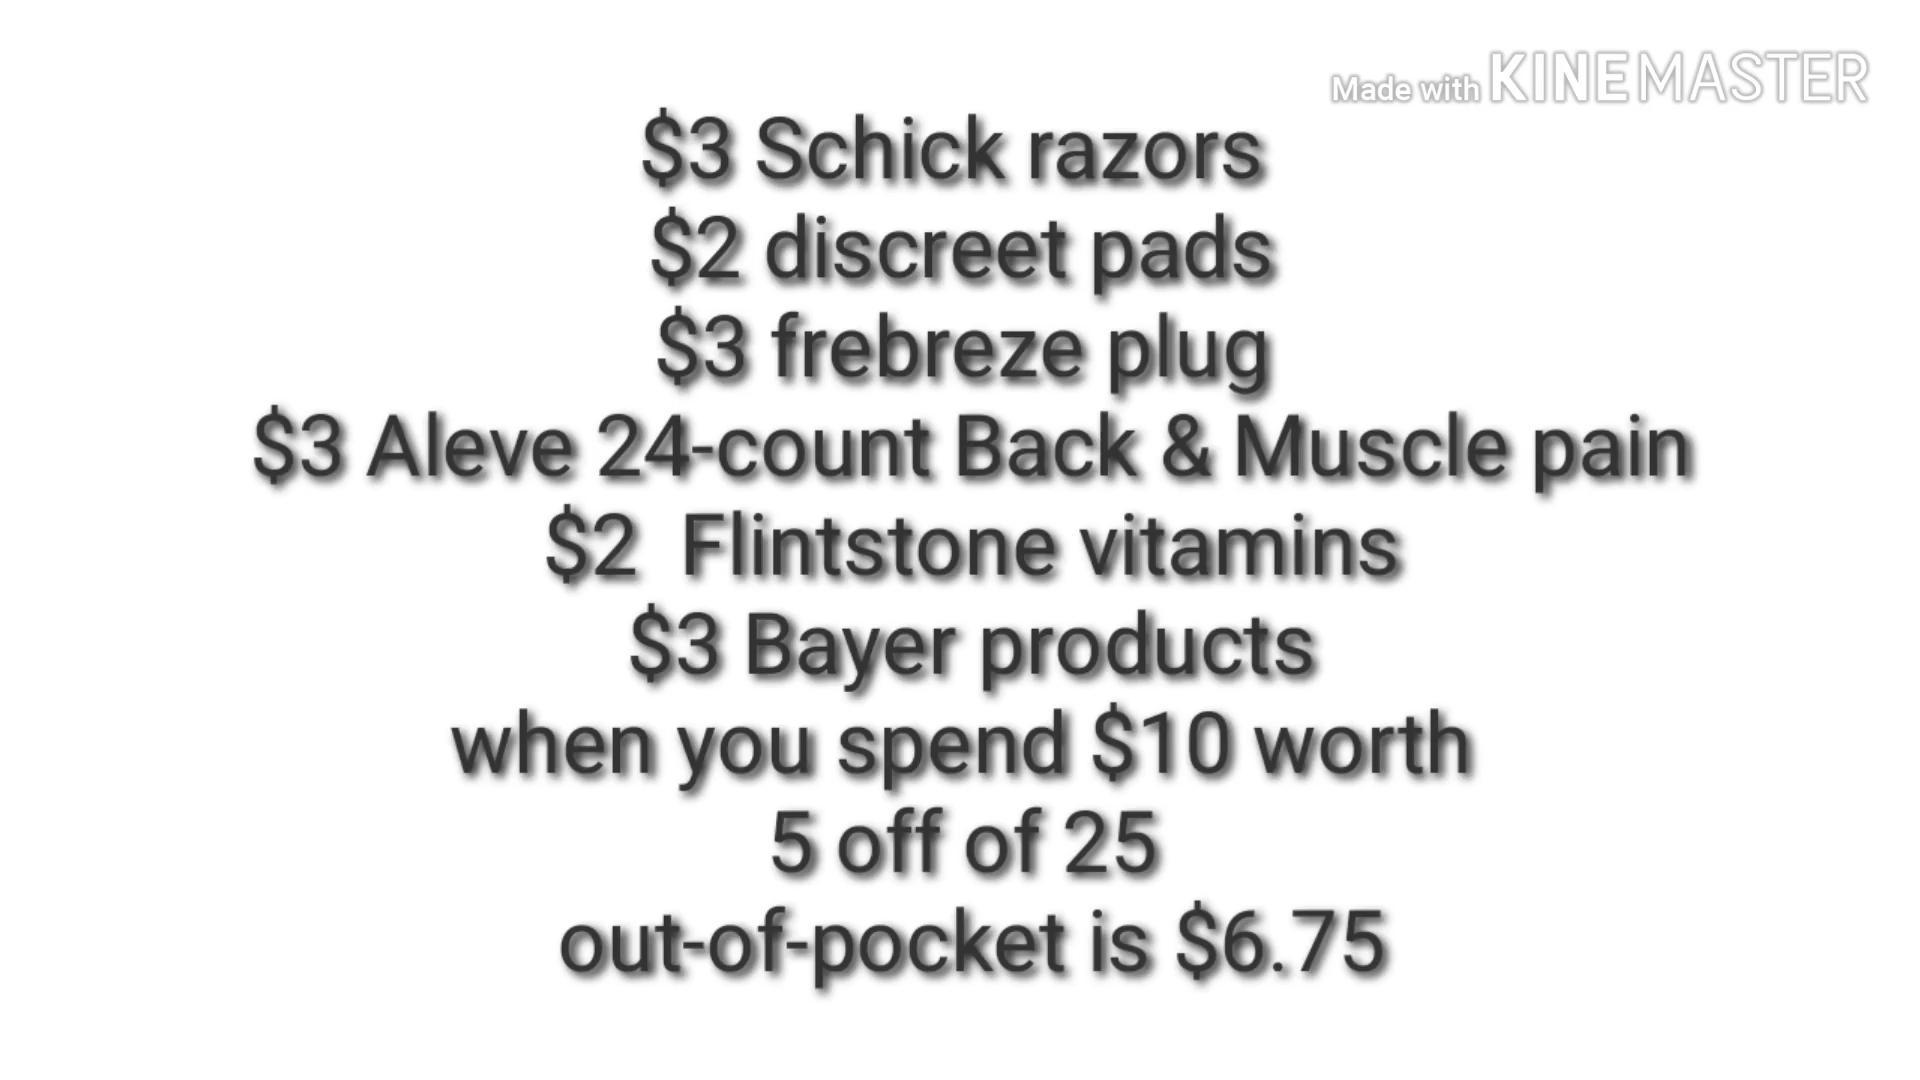 Made with KINEMASTER
$3 Schick razors
$2 discreet pads
$3 frebreze plug
$3 Aleve 24-count Back & Muscle pain
$2  Flintstone vitamins
$3 Bayer products
when you spend $10 worth
5 off of 25
out-of-pocket is $6.75